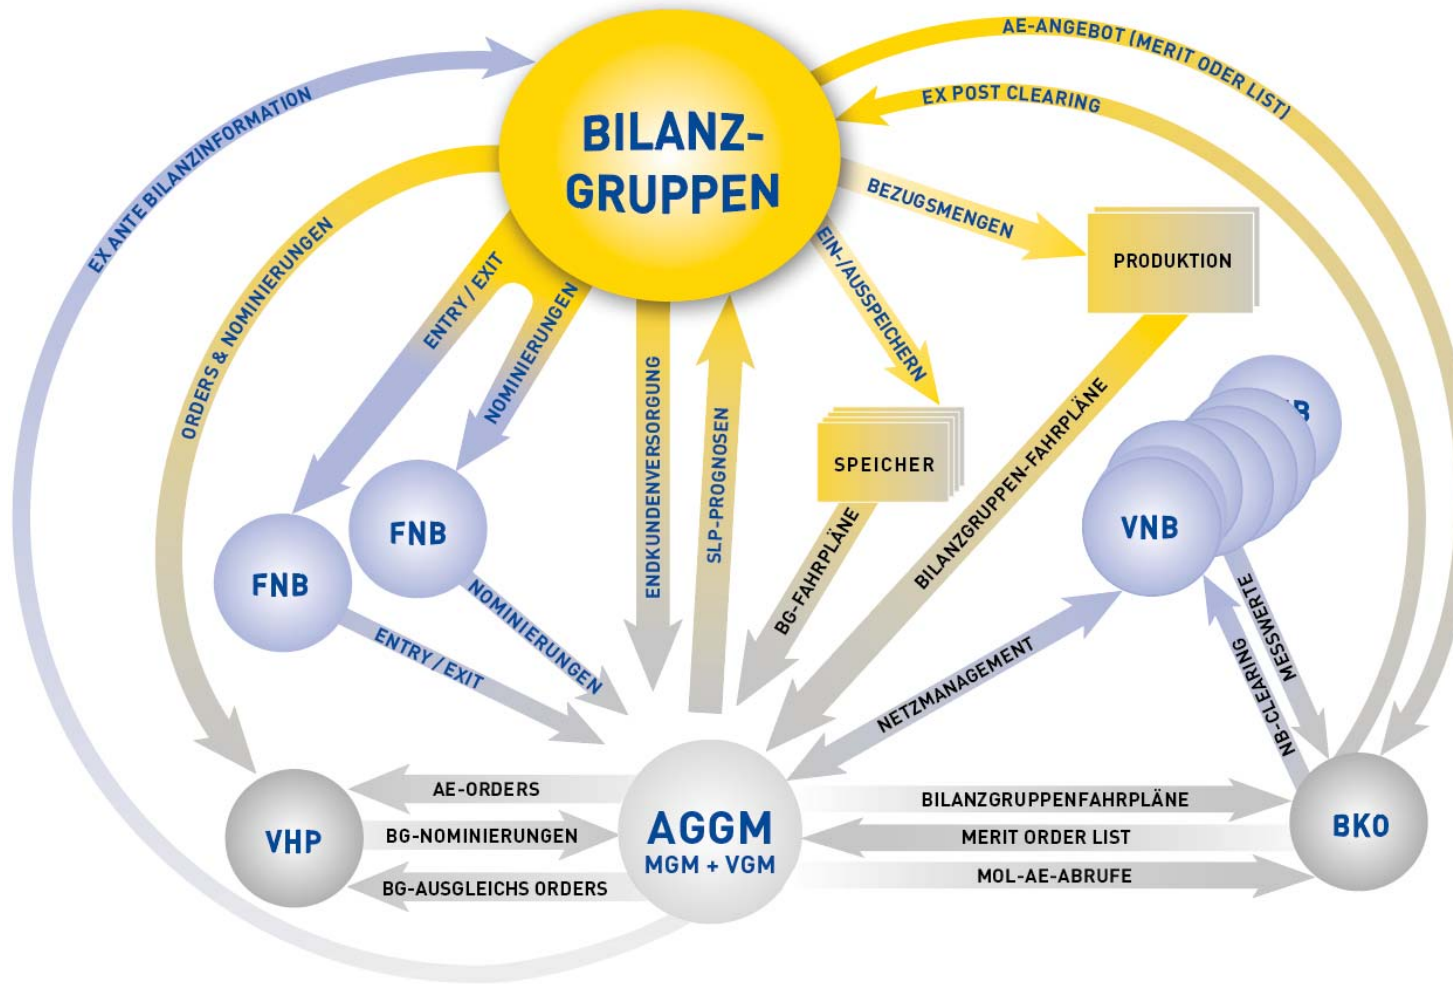 AE-ANGEBOT (MERIT ODER LIST)
EX POST CLEARING
EX ANTE BILANZINFORMATION
BILANZ-
GRUPPEN
BEZUGSMENGEN
ORDERS & NOMINIERUNGEN
ENTRY / EXIT
NOMINIERUNGEN
EIN-/AUSSPEICHERN
PRODUKTION
ENDKUNDENVERSORGUNG
SLP-PROGNOSEN
SPEICHER
BILANZGRUPPEN-FAHRPLÄNE
BG-FAHRPLÄNE
B
VNB
FNB
FNB
NOMINIERUNGEN
ENTRY / EXIT
NETZMANAGEMENT
MESSWERTE
NB-CLEARING
AE-ORDERS
BG-NOMINIERUNGEN
BG-AUSGLEICHS ORDERS
VHP
AGGM
MGM + VGM
BILANZGRUPPENFAHRPLÄNE
MERIT ORDER LIST
MOL-AE-ABRUFE
BKO